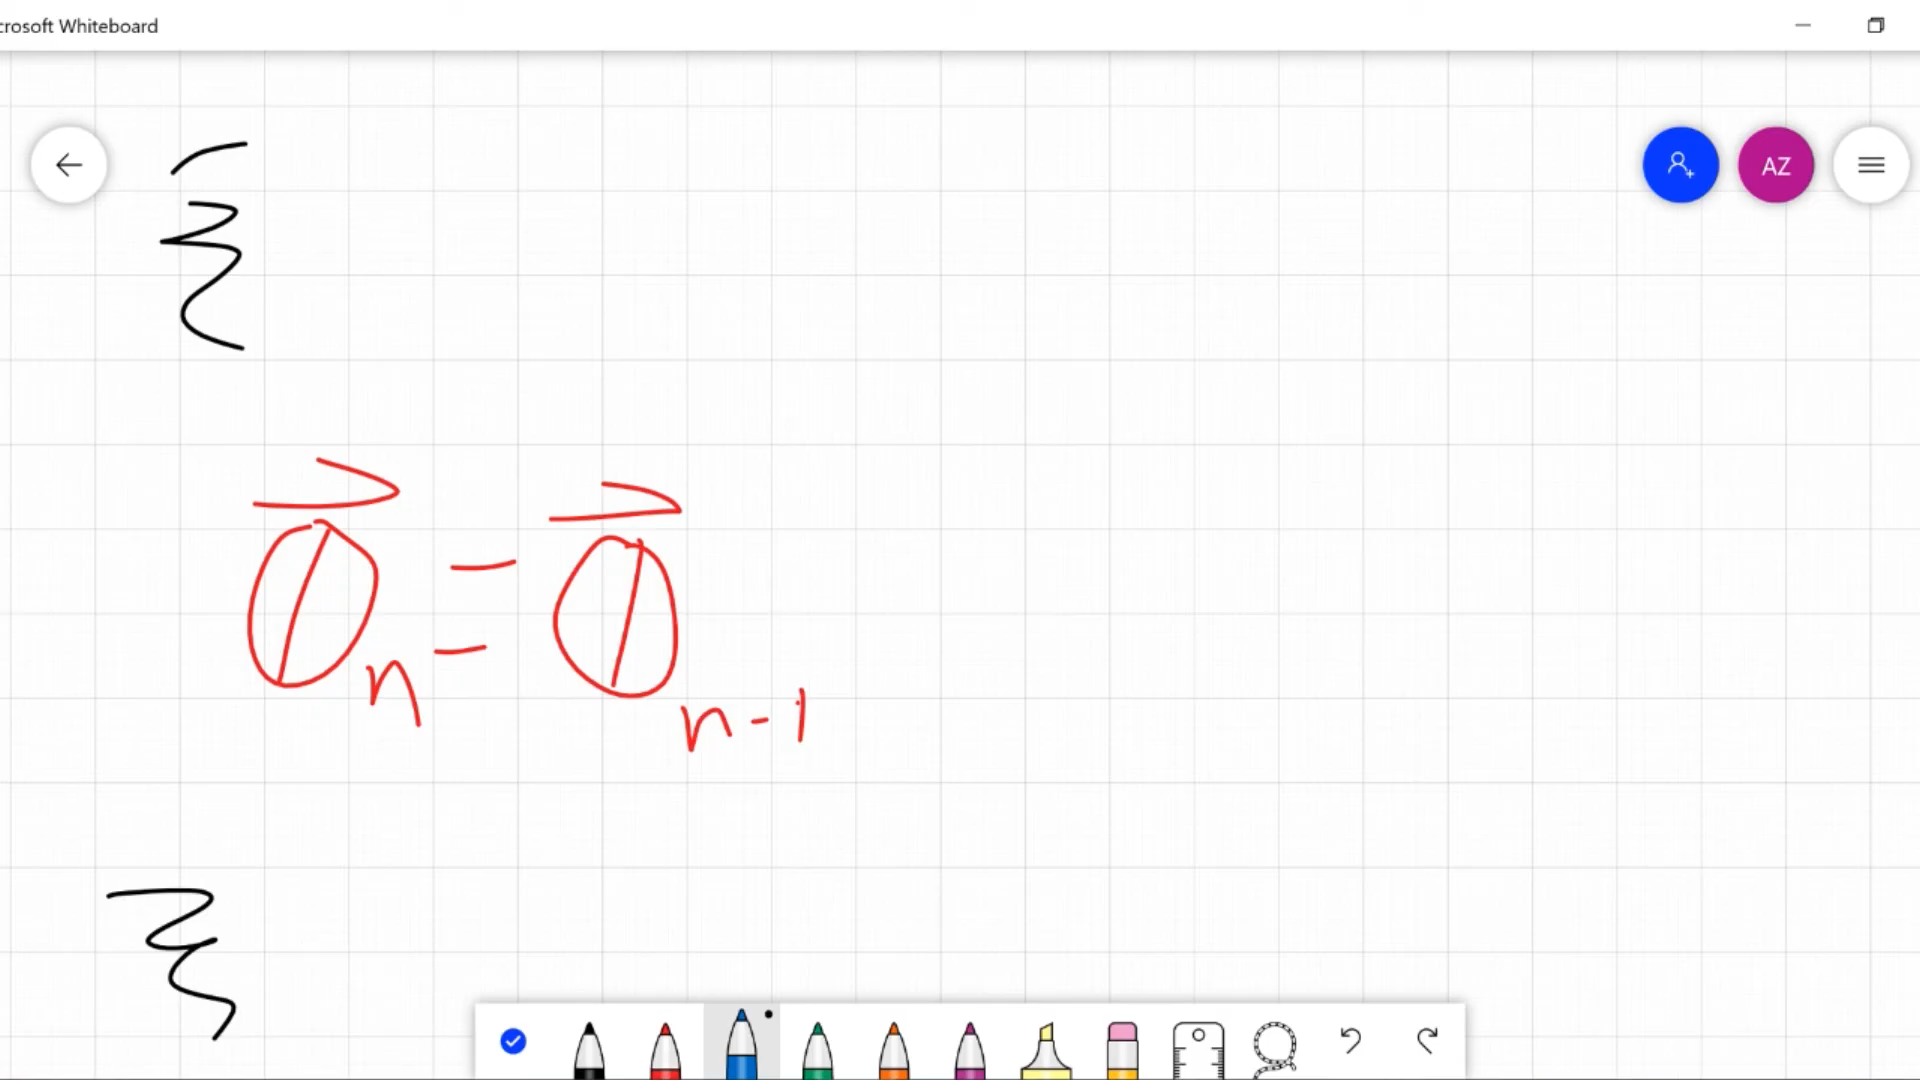 crosoft Whiteboard
AZ
θ⃗ₙ = θ⃗ₙ₋₁